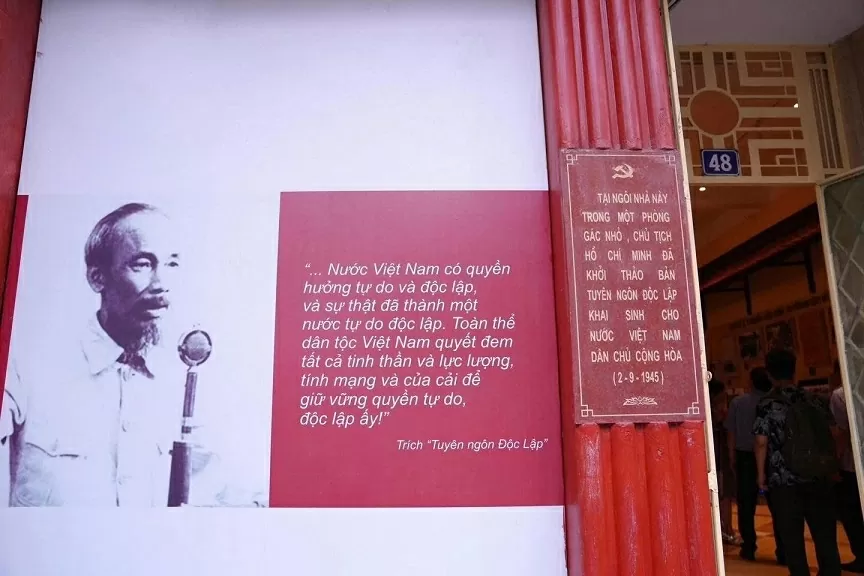 “... Nước Việt Nam có quyền
hưởng tự do và độc lập,
và sự thật đã thành một
nước tự do độc lập. Toàn thể
dân tộc Việt Nam quyết đem
tất cả tinh thần và lực lượng,
tính mạng và của cải để
giữ vững quyền tự do,
độc lập ấy!”
Trích “Tuyên ngôn Độc Lập”
TẠI NGÔI NHÀ NÀY
TRONG MỘT PHÒNG
GÁC NHỎ , CHỦ TỊCH
HỒ CHÍ MINH ĐÃ
KHỞI THẢO BẢN
TUYÊN NGÔN ĐỘC LẬP
KHAI SINH CHO
NƯỚC VIỆT NAM
DÂN CHỦ CỘNG HÒA
( 2 - 9 - 1945 )
48